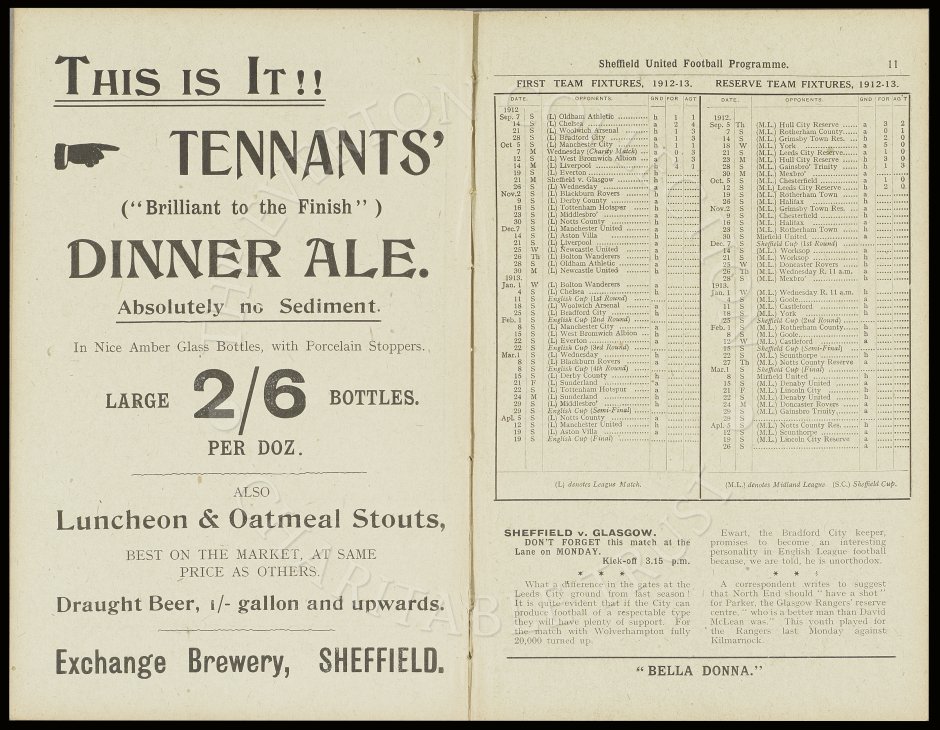 THIS IS IT!!
TENNANTS'
("Brilliant to the Finish")
DINNER ALE.
Absolutely no Sediment.
In Nice Amber Glass Bottles, with Porcelain Stoppers.
LARGE 2/6 BOTTLES.
PER DOZ.
ALSO
Luncheon & Oatmeal Stouts,
BEST ON THE MARKET, AT SAME
PRICE AS OTHERS.
Draught Beer, 1/- gallon and upwards.
Exchange Brewery, SHEFFIELD.
Sheffield United Football Programme. 11
FIRST TEAM FIXTURES, 1912-13.
DATE. OPPONENTS. GND FOR AGT
1912
Sep. 7 S (L) Oldham Athletic h 1 1
14 S (L) Chelsea a 2 4
21 S (L) Woolwich Arsenal h 1 3
28 S (L) Bradford City a 1 3
Oct 5 S (L) Manchester City h 1 1
7 M Wednesday (Charity Match) a 0 3
12 S (L) West Bromwich Albion a 1 3
14 M (L) Liverpool h 4 1
19 S (L) Everton h
21 M Sheffield v. Glasgow h
26 S (L) Wednesday a
Nov.2 S (L) Blackburn Rovers h
9 S (L) Derby County a
16 S (L) Tottenham Hotspur h
23 S (L) Middlesbro' a
30 S (L) Notts County h
Dec.7 S (L) Manchester United a
14 S (L) Aston Villa h
21 S (L) Liverpool a
25 W (L) Newcastle United a
26 Th (L) Bolton Wanderers h
28 S (L) Oldham Athletic a
30 M (L) Newcastle United h
1913.
Jan. 1 W (L) Bolton Wanderers a
4 S (L) Chelsea h
11 S English Cup (1st Round)
18 S (L) Woolwich Arsenal a
25 S (L) Bradford City h
Feb. 1 S English Cup (2nd Round)
8 S (L) Manchester City a
15 S (L) West Bromwich Albion h
22 S (L) Everton a
22 S English Cup (3rd Round)
Mar.1 S (L) Wednesday h
8 S (L) Blackburn Rovers a
8 S English Cup (4th Round)
15 S (L) Derby County h
21 F (L) Sunderland a
22 S (L) Tottenham Hotspur a
24 M (L) Sunderland h
29 S (L) Middlesbro' h
29 S English Cup (Semi-Final)
Apl. 5 S (L) Notts County a
12 S (L) Manchester United h
19 S (L) Aston Villa a
19 S English Cup (Final)
(L) denotes League Match.
RESERVE TEAM FIXTURES, 1912-13.
DATE. OPPONENTS. GND FOR AG'T
1912.
Sep. 5 Th (M.L.) Hull City Reserve a 3 2
7 S (M.L.) Rotherham County a 0 1
14 S (M.L.) Grimsby Town Res. h 2 0
18 W (M.L.) York a 5 0
21 S (M.L.) Leeds City Reserve a 1 0
23 M (M.L.) Hull City Reserve h 3 0
28 S (M.L.) Gainsbro' Trinity h 1 3
30 M (M.L.) Mexbro' a
Oct. 5 S (M.L.) Chesterfield a 1 0
12 S (M.L.) Leeds City Reserve h 2 0
19 S (M.L.) Rotherham Town a
26 S (M.L.) Halifax h
Nov.2 S (M.L.) Grimsby Town Res. a
9 S (M.L.) Chesterfield h
16 S (M.L.) Halifax a
23 S (M.L.) Rotherham Town h
30 S Mirfield United a
Dec. 7 S Sheffield Cup (1st Round)
14 S (M.L.) Worksop a
21 S (M.L.) Worksop h
25 W (M.L.) Doncaster Rovers a
26 Th (M.L.) Wednesday R. 11 a.m. a
28 S (M.L.) Mexbro' h
1913.
Jan. 1 W (M.L.) Wednesday R. 11 a.m. h
4 S (M.L.) Goole a
11 S (M.L.) Castleford h
18 S (M.L.) York h
25 S Sheffield Cup (2nd Round)
Feb. 1 S (M.L.) Rotherham County h
8 S (M.L.) Goole h
12 W (M.L.) Castleford a
15 S Sheffield Cup (Semi-Final)
22 S (M.L.) Scunthorpe h
27 Th (M.L.) Notts County Reserve a
Mar.1 S Sheffield Cup (Final)
8 S Mirfield United h
15 S (M.L.) Denaby United a
21 F (M.L.) Lincoln City h
22 S (M.L.) Denaby United h
24 M (M.L.) Doncaster Rovers a
29 S (M.L.) Gainsbro Trinity a
29 S
Apl. 5 S (M.L.) Notts County Res. h
12 S (M.L.) Scunthorpe a
19 S (M.L.) Lincoln City Reserve a
26 S
(M.L.) denotes Midland League (S.C.) Sheffield Cup.
SHEFFIELD v. GLASGOW.
DON'T FORGET this match at the
Lane on MONDAY.
Kick-off 3.15 p.m.
* * *
What a difference in the gates at the
Leeds City ground from last season!
It is quite evident that if the City can
produce football of a respectable type
they will have plenty of support. For
the match with Wolverhampton fully
20,000 turned up.
Ewart, the Bradford City keeper,
promises to become an interesting
personality in English League football
because, we are told, he is unorthodox.
* * *
A correspondent writes to suggest
that North End should "have a shot"
for Parker, the Glasgow Rangers' reserve
centre, "who is a better man than David
McLean was." This youth played for
the Rangers last Monday against
Kilmarnock.
"BELLA DONNA."